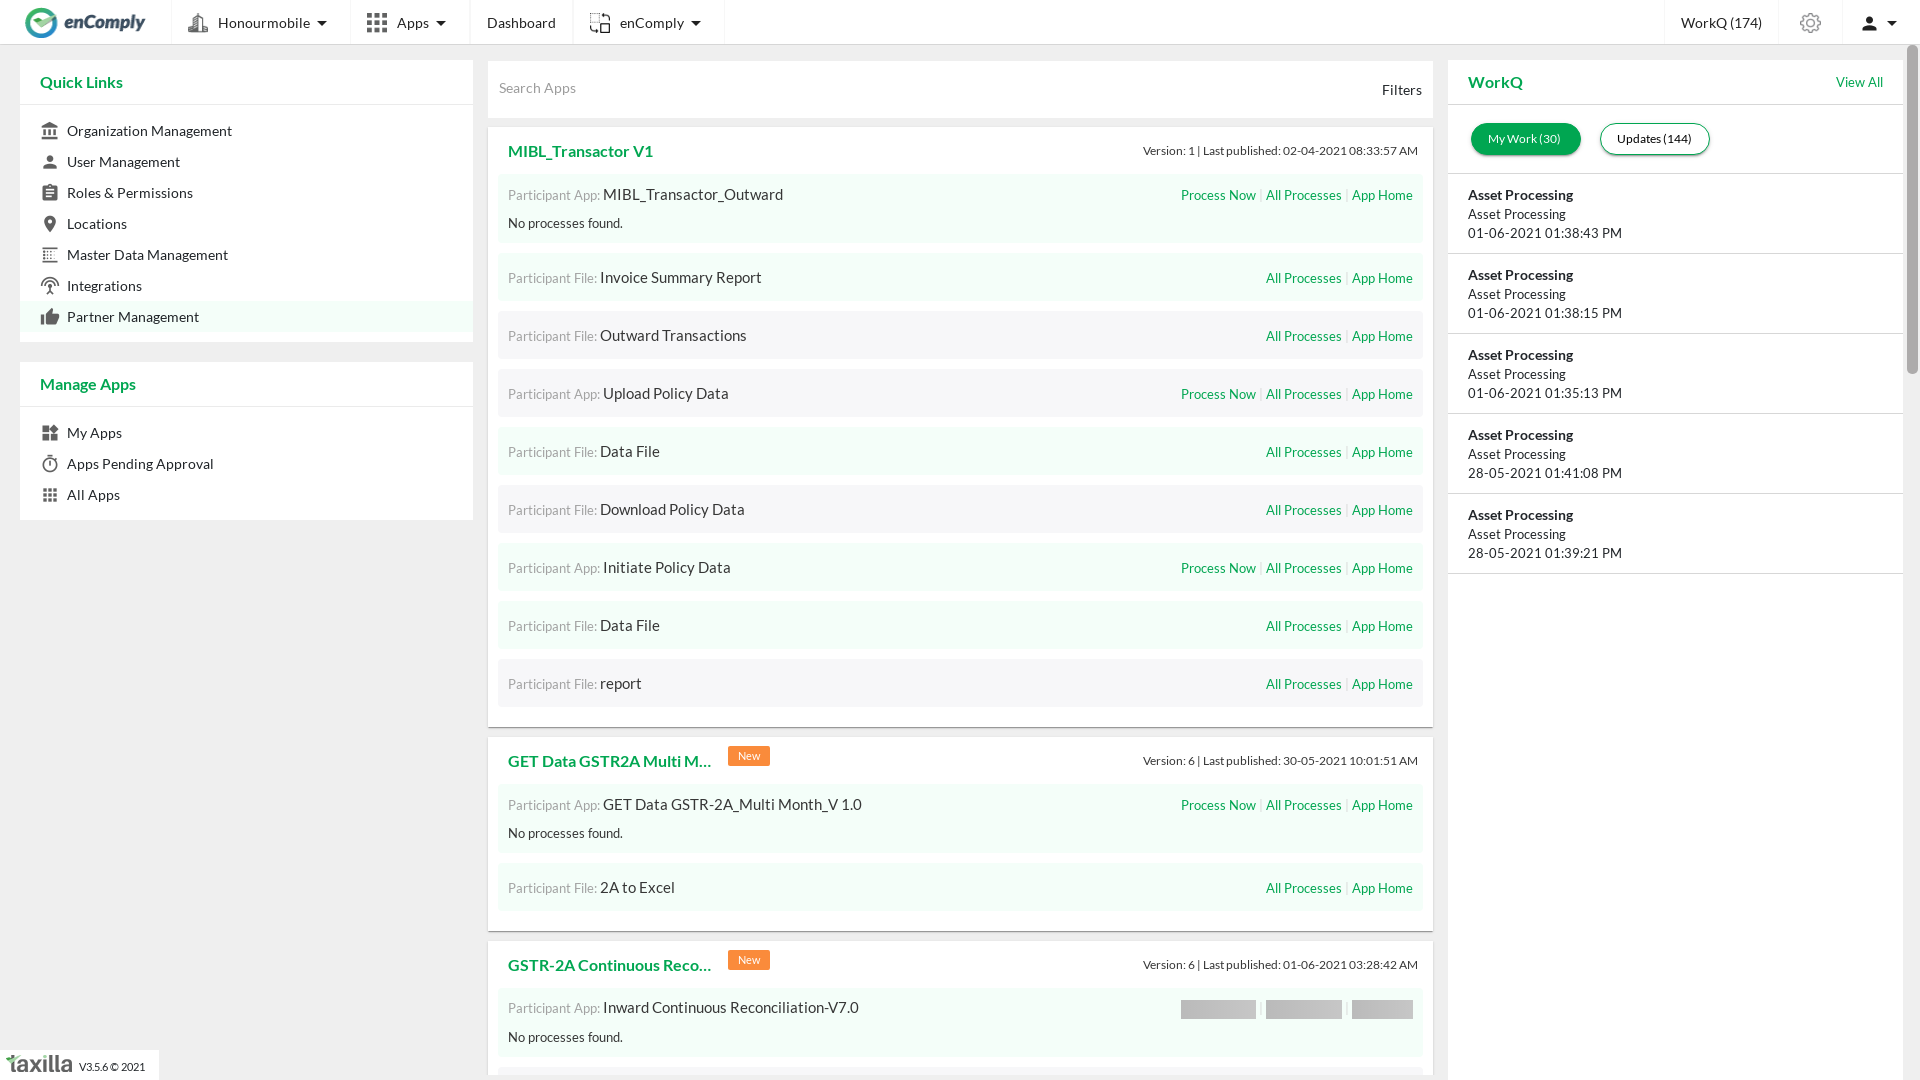 enComply
Honourmobile
Apps
Dashboard
enComply
WorkQ (174)
Quick Links
Organization Management
User Management
Roles & Permissions
Locations
Master Data Management
Integrations
Partner Management
Manage Apps
My Apps
Apps Pending Approval
All Apps
taxilla V3.5.6 © 2021
Search Apps
Filters
MIBL_Transactor V1
Version: 1 | Last published: 02-04-2021 08:33:57 AM
Participant App: MIBL_Transactor_Outward
Process Now | All Processes | App Home
No processes found.
Participant File: Invoice Summary Report
All Processes | App Home
Participant File: Outward Transactions
All Processes | App Home
Participant App: Upload Policy Data
Process Now | All Processes | App Home
Participant File: Data File
All Processes | App Home
Participant File: Download Policy Data
All Processes | App Home
Participant App: Initiate Policy Data
Process Now | All Processes | App Home
Participant File: Data File
All Processes | App Home
Participant File: report
All Processes | App Home
GET Data GSTR2A Multi M...
New
Version: 6 | Last published: 30-05-2021 10:01:51 AM
Participant App: GET Data GSTR-2A_Multi Month_V 1.0
Process Now | All Processes | App Home
No processes found.
Participant File: 2A to Excel
All Processes | App Home
GSTR-2A Continuous Reco...
New
Version: 6 | Last published: 01-06-2021 03:28:42 AM
Participant App: Inward Continuous Reconciliation-V7.0
No processes found.
WorkQ
View All
My Work (30)
Updates (144)
Asset Processing
Asset Processing
01-06-2021 01:38:43 PM
Asset Processing
Asset Processing
01-06-2021 01:38:15 PM
Asset Processing
Asset Processing
01-06-2021 01:35:13 PM
Asset Processing
Asset Processing
28-05-2021 01:41:08 PM
Asset Processing
Asset Processing
28-05-2021 01:39:21 PM